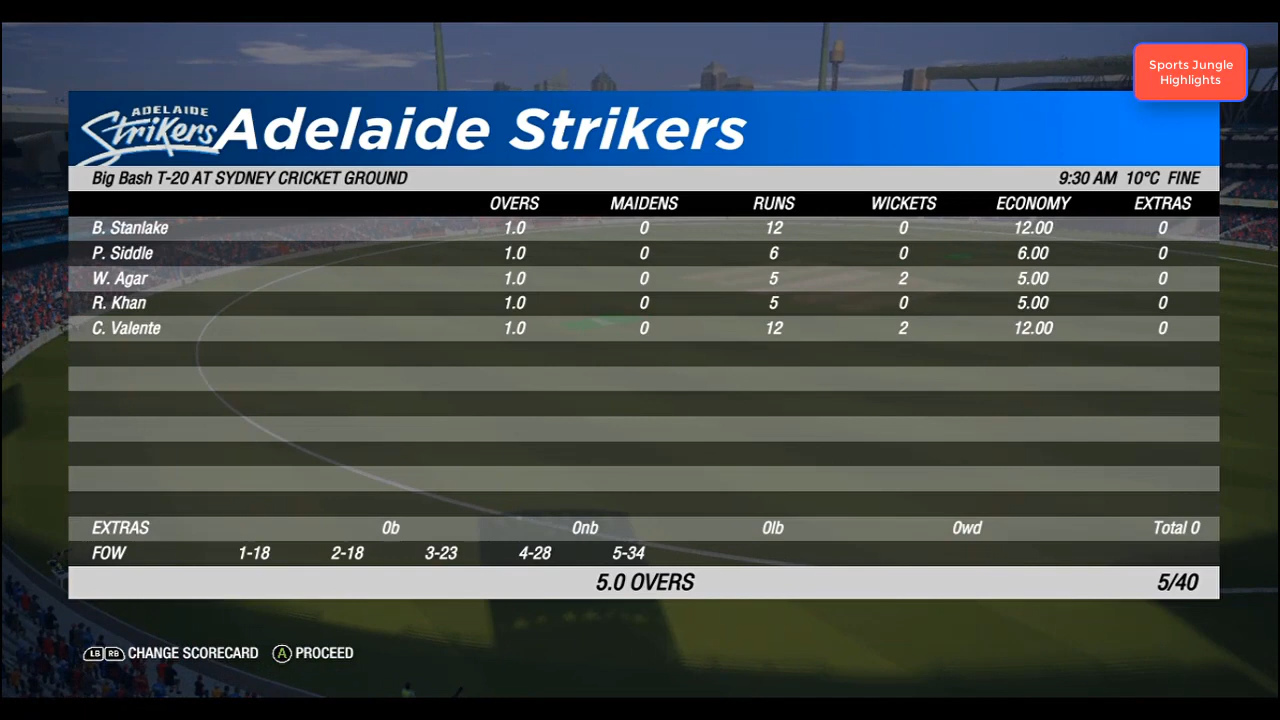 Sports Jungle
Highlights
ADELAIDE
Strikers
Adelaide Strikers
Big Bash T-20 AT SYDNEY CRICKET GROUND 9:30 AM 10°C FINE
OVERS MAIDENS RUNS WICKETS ECONOMY EXTRAS
B. Stanlake 1.0 0 12 0 12.00 0
P. Siddle 1.0 0 6 0 6.00 0
W. Agar 1.0 0 5 2 5.00 0
R. Khan 1.0 0 5 0 5.00 0
C. Valente 1.0 0 12 2 12.00 0
EXTRAS 0b 0nb 0lb 0wd Total 0
FOW 1-18 2-18 3-23 4-28 5-34
5.0 OVERS 5/40
LB RB CHANGE SCORECARD A PROCEED